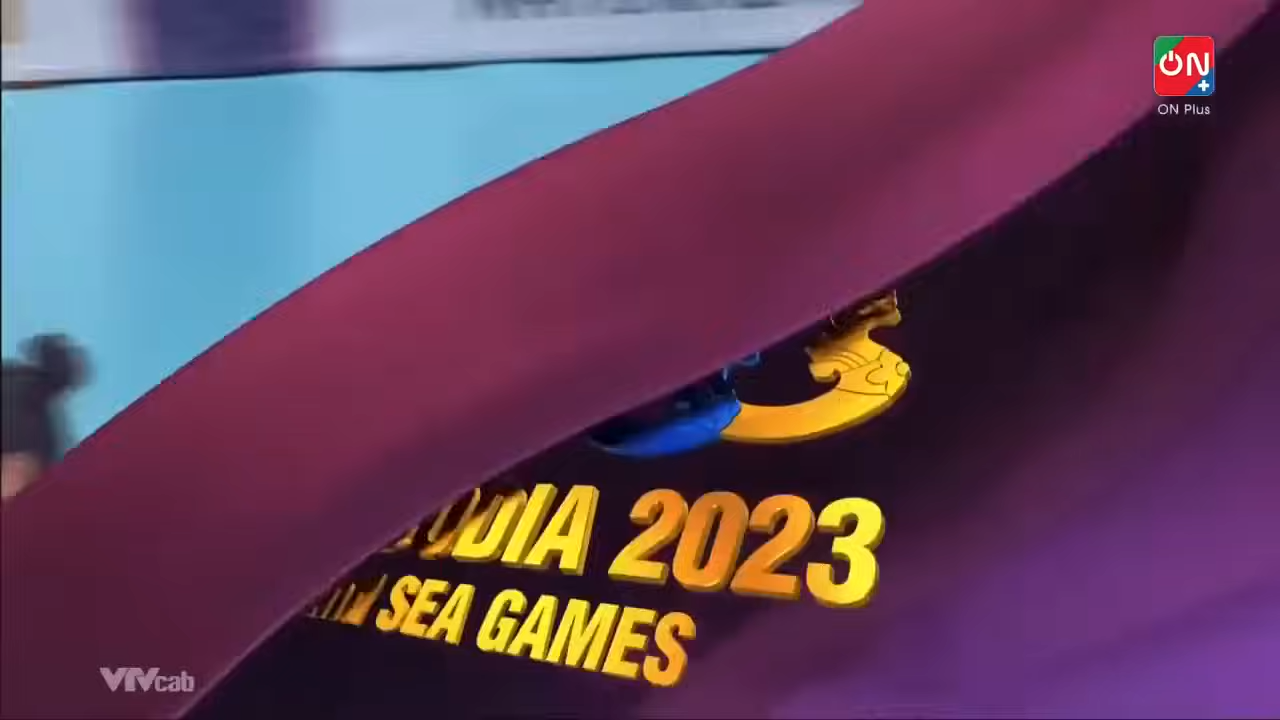 ON
ON Plus
2023
SEA GAMES
VTVcab